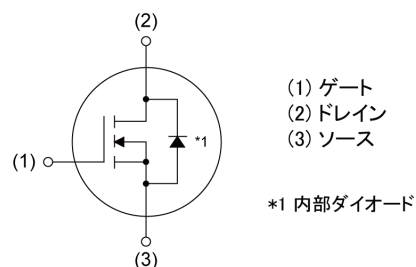 (2)
(1)
*1
(3)
(1) ゲート
(2) ドレイン
(3) ソース
*1 内部ダイオード